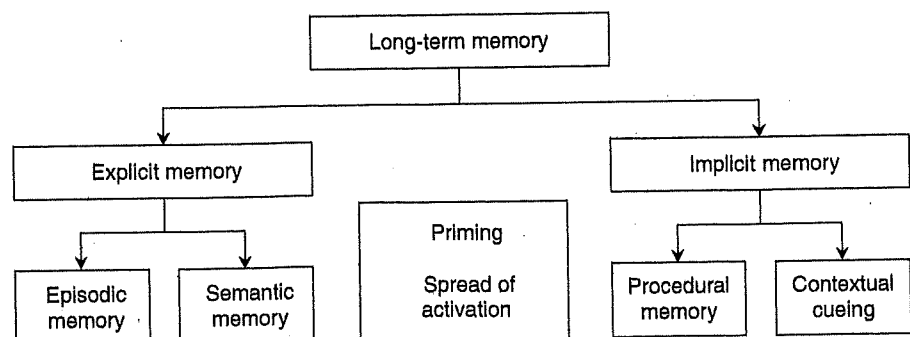 Long-term memory
Explicit memory
Implicit memory
Priming
Spread of
activation
Episodic
memory
Semantic
memory
Procedural
memory
Contextual
cueing